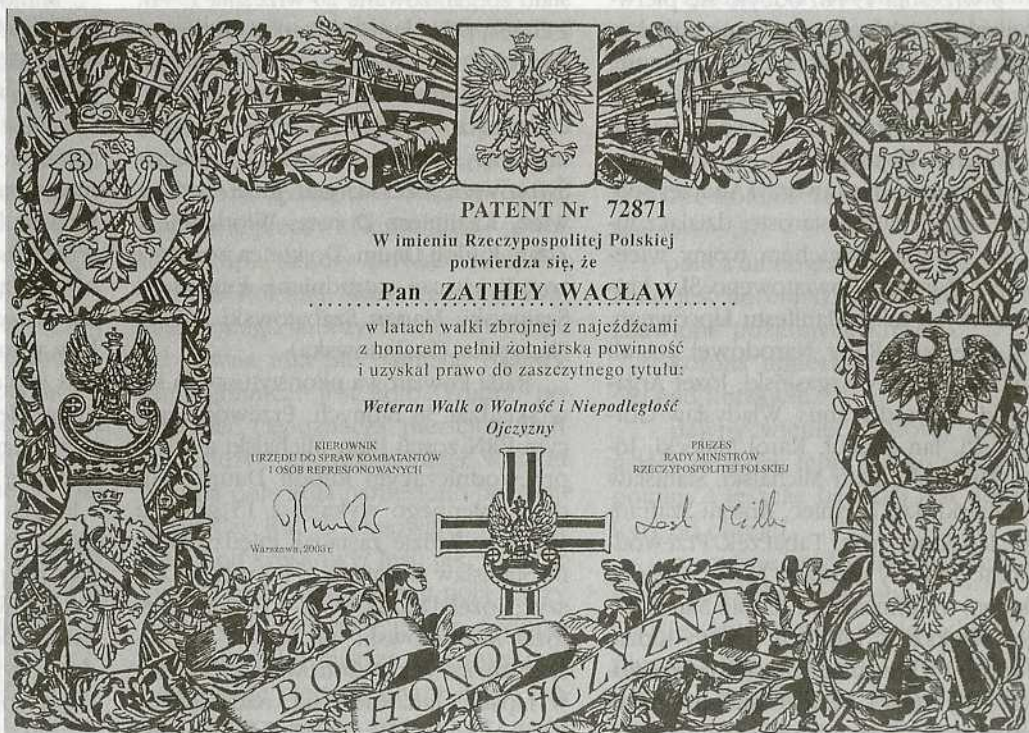 PATENT Nr 72871
W imieniu Rzeczypospolitej Polskiej
potwierdza się, że
Pan ZATHEY WACŁAW
w latach walki zbrojnej z najeźdźcami
z honorem pełnił żołnierską powinność
i uzyskał prawo do zaszczytnego tytułu:
Weteran Walk o Wolność i Niepodległość
Ojczyzny
KIEROWNIK
URZĘDU DO SPRAW KOMBATANTÓW
I OSÓB REPRESJONOWANYCH
Warszawa, 2003 r.
PREZES
RADY MINISTRÓW
RZECZYPOSPOLITEJ POLSKIEJ
BÓG
HONOR
OJCZYZNA